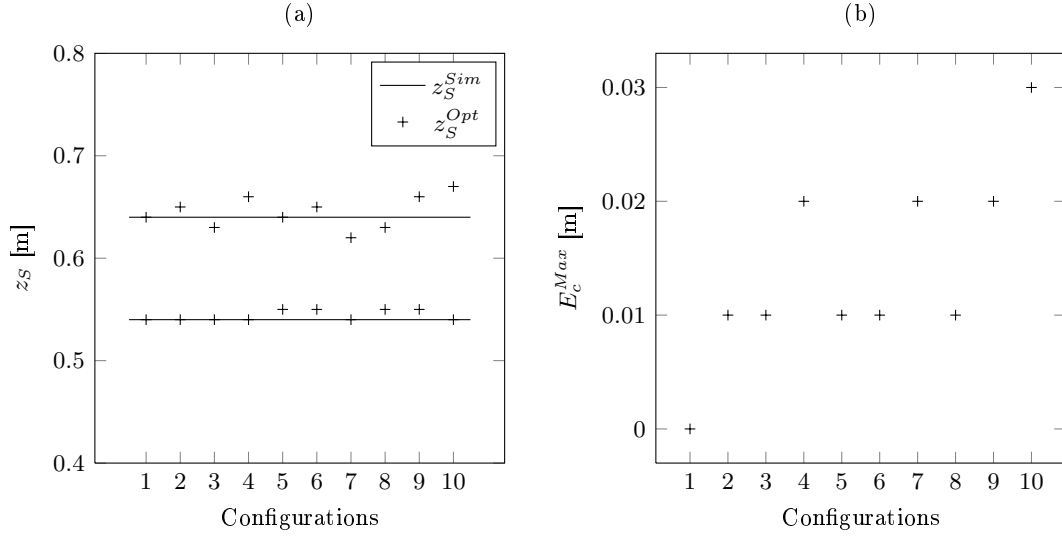 (a)
0.8
0.7
0.6
0.5
0.4
z_S [m]
z_S^{Sim}
z_S^{Opt}
1 2 3 4 5 6 7 8 9 10
Configurations
(b)
0.03
0.02
0.01
0
E_c^{Max} [m]
1 2 3 4 5 6 7 8 9 10
Configurations